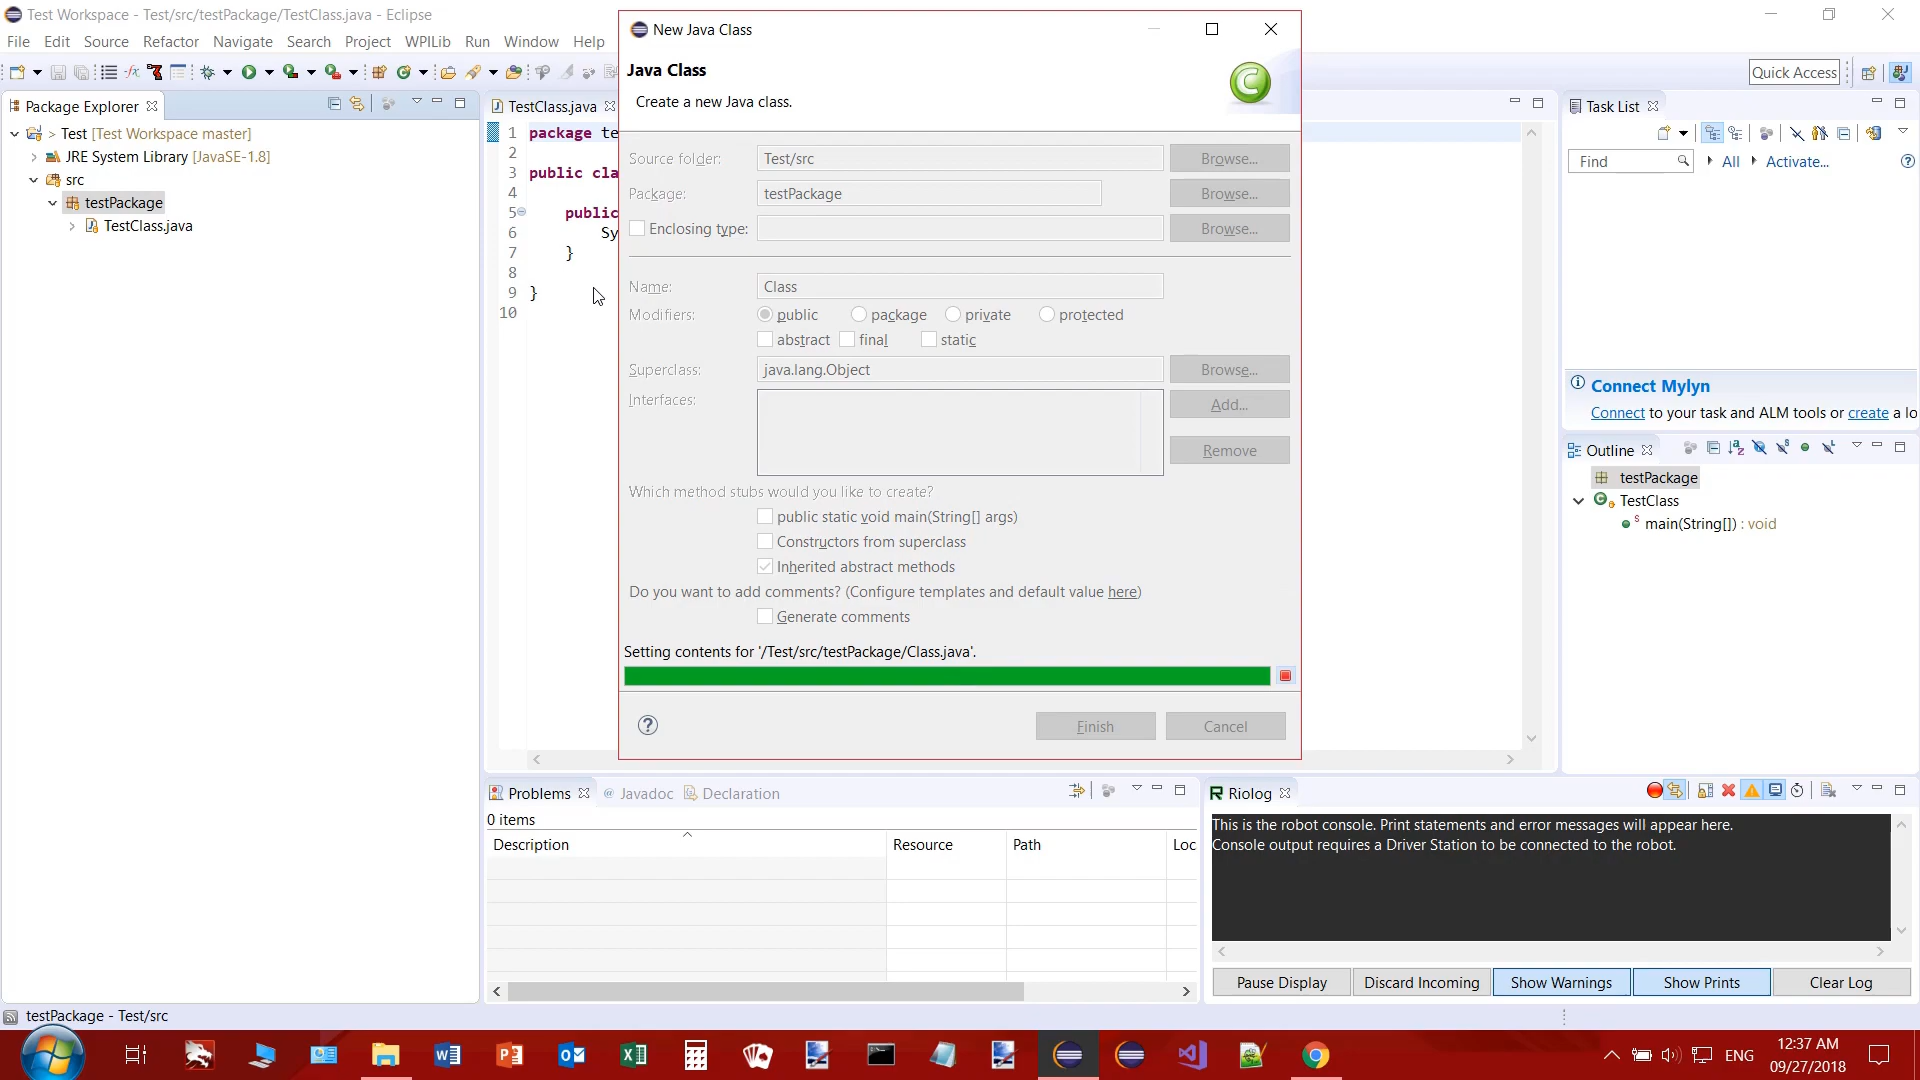 Test Workspace - Test/src/testPackage/TestClass.java - Eclipse
File Edit Source Refactor Navigate Search Project WPILib Run Window Help
Quick Access
Package Explorer
> Test [Test Workspace master]
JRE System Library [JavaSE-1.8]
src
testPackage
TestClass.java
TestClass.java
1 package te
2
3 public cla
4
5 public
6 Sy
7 }
8
9 }
10
New Java Class
Java Class
Create a new Java class.
Source folder: Test/src Browse...
Package: testPackage Browse...
Enclosing type: Browse...
Name: Class
Modifiers: public package private protected
abstract final static
Superclass: java.lang.Object Browse...
Interfaces: Add...
Remove
Which method stubs would you like to create?
public static void main(String[] args)
Constructors from superclass
Inherited abstract methods
Do you want to add comments? (Configure templates and default value here)
Generate comments
Setting contents for '/Test/src/testPackage/Class.java'.
Finish Cancel
Task List
Find All Activate...
Connect Mylyn
Connect to your task and ALM tools or create a lo
Outline
testPackage
TestClass
main(String[]) : void
Problems Javadoc Declaration
0 items
Description Resource Path Loc
Riolog
This is the robot console. Print statements and error messages will appear here.
Console output requires a Driver Station to be connected to the robot.
Pause Display Discard Incoming Show Warnings Show Prints Clear Log
testPackage - Test/src
ENG
12:37 AM
09/27/2018